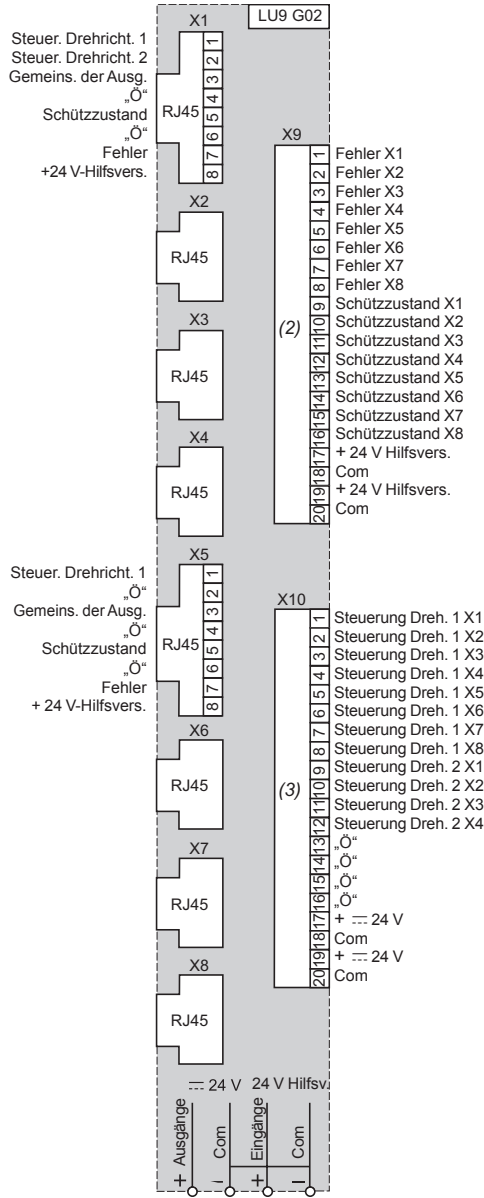 LU9 G02
X1
Steuer. Drehricht. 1
1
Steuer. Drehricht. 2
2
Gemeins. der Ausg.
3
„Ö“
4
Schützzustand
5
„Ö“
6
Fehler
7
+24 V-Hilfsvers.
8
RJ45
X2
RJ45
X3
RJ45
X4
RJ45
X5
Steuer. Drehricht. 1
1
„Ö“
2
Gemeins. der Ausg.
3
„Ö“
4
Schützzustand
5
„Ö“
6
Fehler
7
+ 24 V-Hilfsvers.
8
RJ45
X6
RJ45
X7
RJ45
X8
RJ45
X9
(2)
1 Fehler X1
2 Fehler X2
3 Fehler X3
4 Fehler X4
5 Fehler X5
6 Fehler X6
7 Fehler X7
8 Fehler X8
9 Schützzustand X1
10 Schützzustand X2
11 Schützzustand X3
12 Schützzustand X4
13 Schützzustand X5
14 Schützzustand X6
15 Schützzustand X7
16 Schützzustand X8
17 + 24 V Hilfsvers.
18 Com
19 + 24 V Hilfsvers.
20 Com
X10
(3)
1 Steuerung Dreh. 1 X1
2 Steuerung Dreh. 1 X2
3 Steuerung Dreh. 1 X3
4 Steuerung Dreh. 1 X4
5 Steuerung Dreh. 1 X5
6 Steuerung Dreh. 1 X6
7 Steuerung Dreh. 1 X7
8 Steuerung Dreh. 1 X8
9 Steuerung Dreh. 2 X1
10 Steuerung Dreh. 2 X2
11 Steuerung Dreh. 2 X3
12 Steuerung Dreh. 2 X4
13 „Ö“
14 „Ö“
15 „Ö“
16 „Ö“
17 + ⎓ 24 V
18 Com
19 + ⎓ 24 V
20 Com
⎓ 24 V
24 V Hilfsv.
+ Ausgänge
– Com
+ Eingänge
– Com